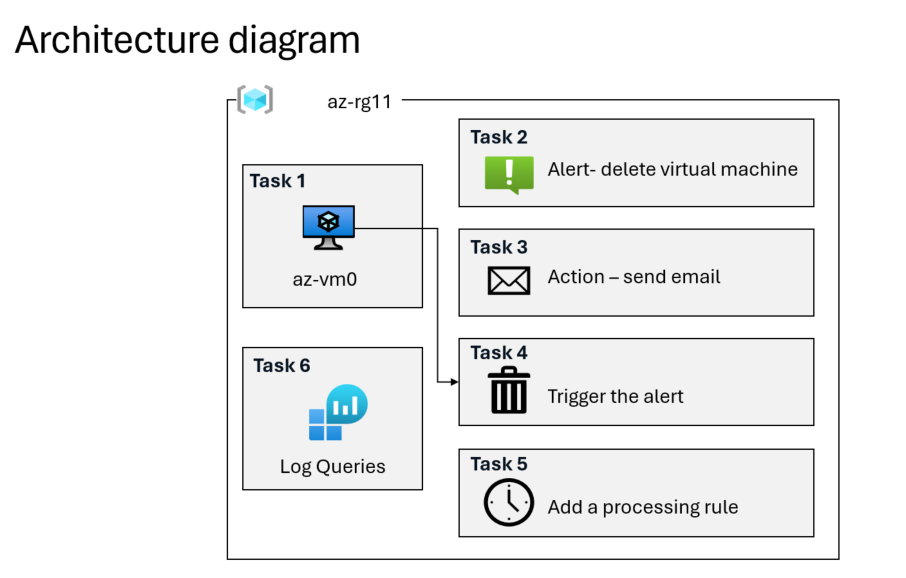 Architecture diagram
az-rg11
Task 1
az-vm0
Task 2
Alert- delete virtual machine
Task 3
Action – send email
Task 4
Trigger the alert
Task 5
Add a processing rule
Task 6
Log Queries